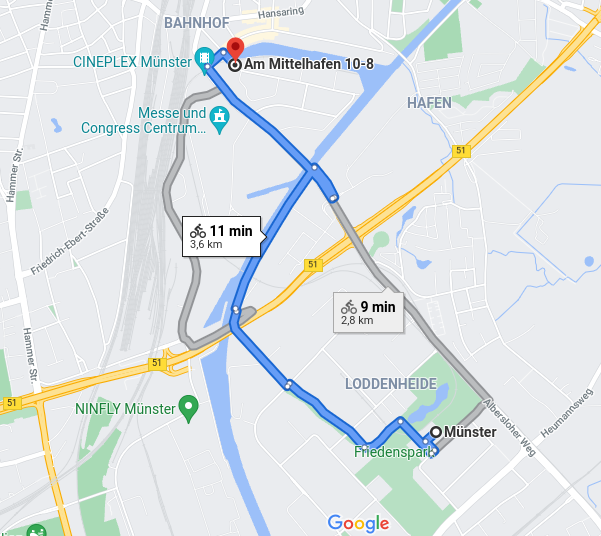 Hansaring
BAHNHOF
CINEPLEX Münster
Am Mittelhafen 10-8
HAFEN
Messe und
Congress Centrum...
51
Hammer Str.
Friedrich-Ebert-Straße
11 min
3,6 km
51
9 min
2,8 km
Hammer Str.
51
LODDENHEIDE
51
NINFLY Münster
Albersloher Weg
Heumannsweg
Münster
Friedenspark
Google